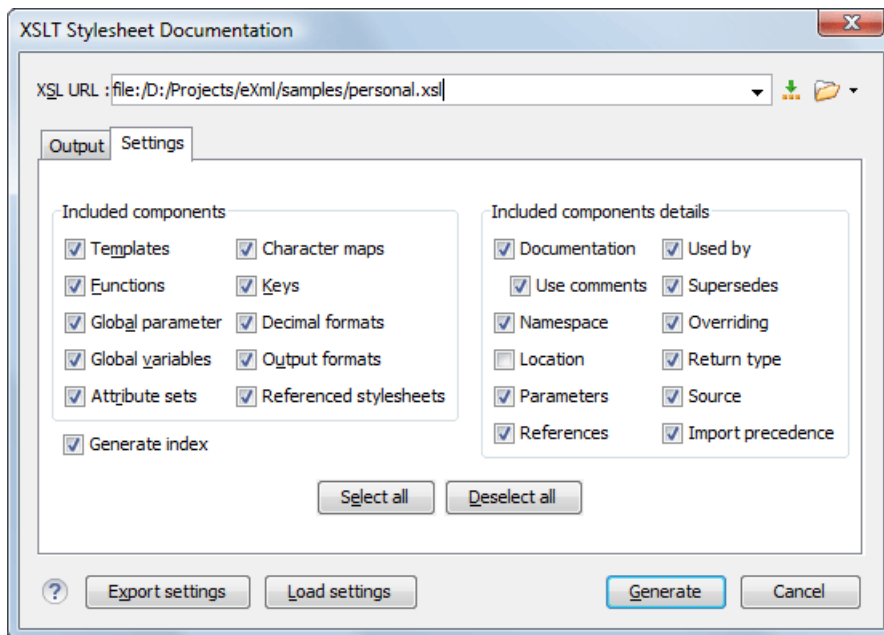 XSLT Stylesheet Documentation
XSL URL : file:/D:/Projects/eXml/samples/personal.xsl
Output Settings
Included components
Templates Character maps
Functions Keys
Global parameter Decimal formats
Global variables Output formats
Attribute sets Referenced stylesheets
Generate index
Included components details
Documentation Used by
Use comments Supersedes
Namespace Overriding
Location Return type
Parameters Source
References Import precedence
Select all Deselect all
? Export settings Load settings Generate Cancel